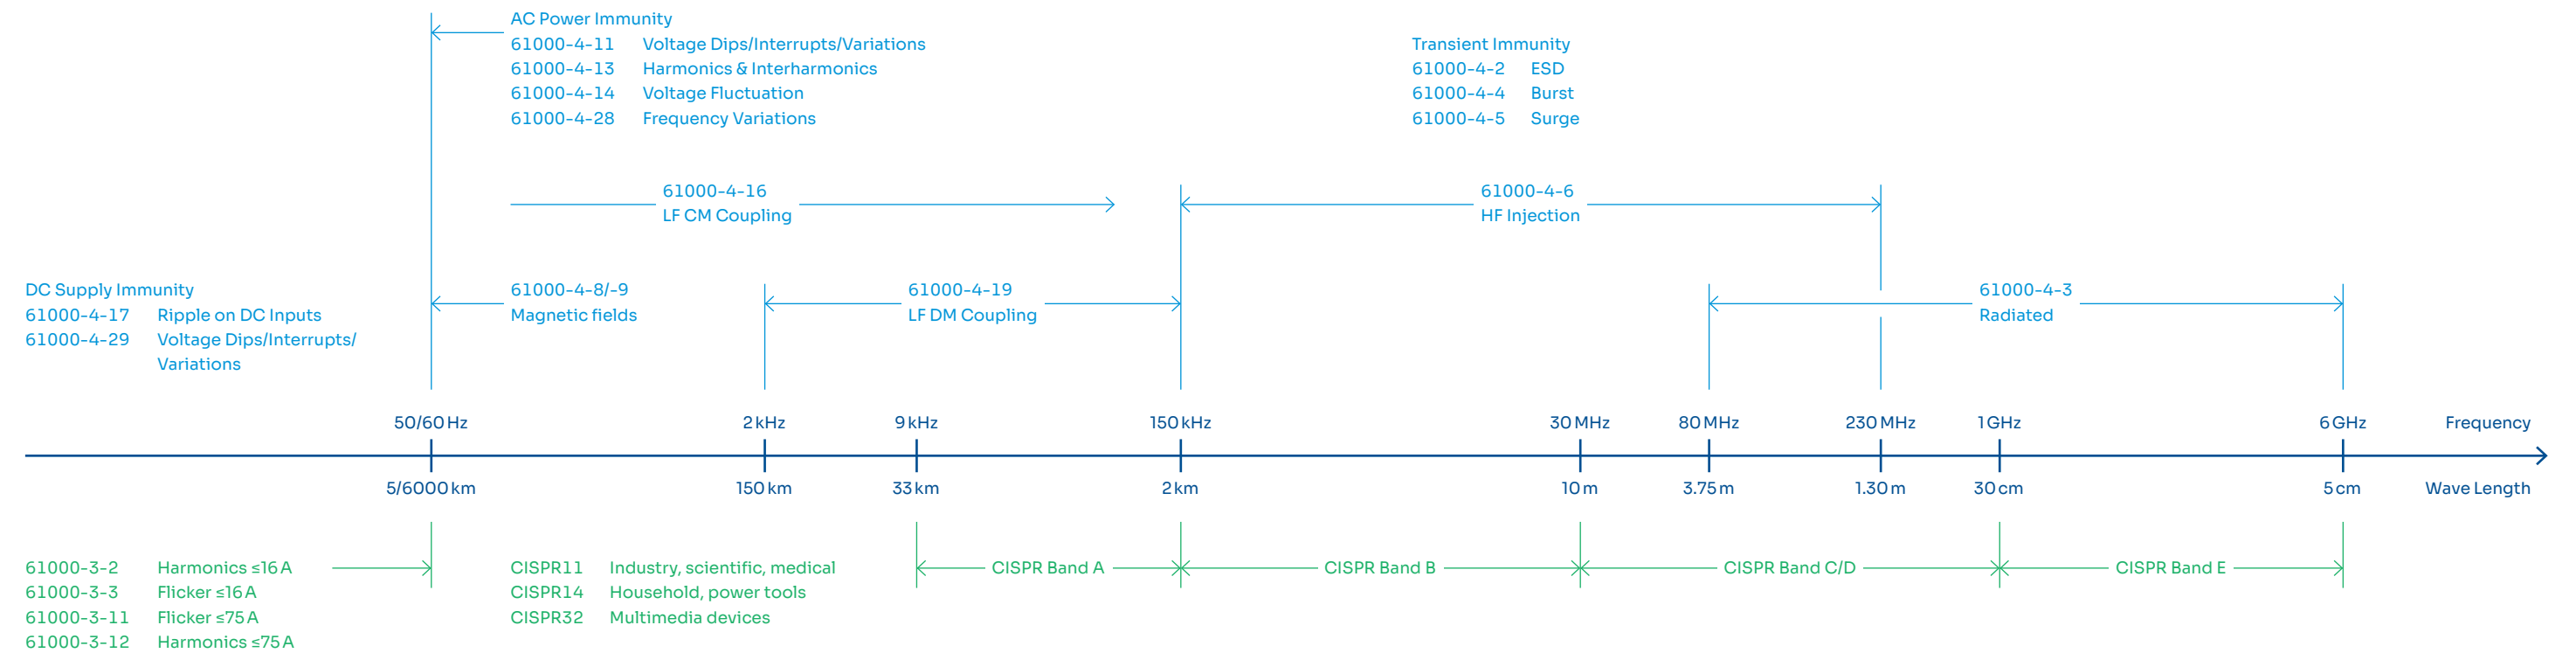 AC Power Immunity
61000-4-11 Voltage Dips/Interrupts/Variations
61000-4-13 Harmonics & Interharmonics
61000-4-14 Voltage Fluctuation
61000-4-28 Frequency Variations
Transient Immunity
61000-4-2 ESD
61000-4-4 Burst
61000-4-5 Surge
61000-4-16
LF CM Coupling
61000-4-6
HF Injection
DC Supply Immunity
61000-4-17 Ripple on DC Inputs
61000-4-29 Voltage Dips/Interrupts/
Variations
61000-4-8/-9
Magnetic fields
61000-4-19
LF DM Coupling
61000-4-3
Radiated
50/60 Hz 2 kHz 9 kHz 150 kHz 30 MHz 80 MHz 230 MHz 1 GHz 6 GHz Frequency
5/6000 km 150 km 33 km 2 km 10 m 3.75 m 1.30 m 30 cm 5 cm Wave Length
61000-3-2 Harmonics ≤16 A
61000-3-3 Flicker ≤16 A
61000-3-11 Flicker ≤75 A
61000-3-12 Harmonics ≤75 A
CISPR11 Industry, scientific, medical
CISPR14 Household, power tools
CISPR32 Multimedia devices
CISPR Band A
CISPR Band B
CISPR Band C/D
CISPR Band E